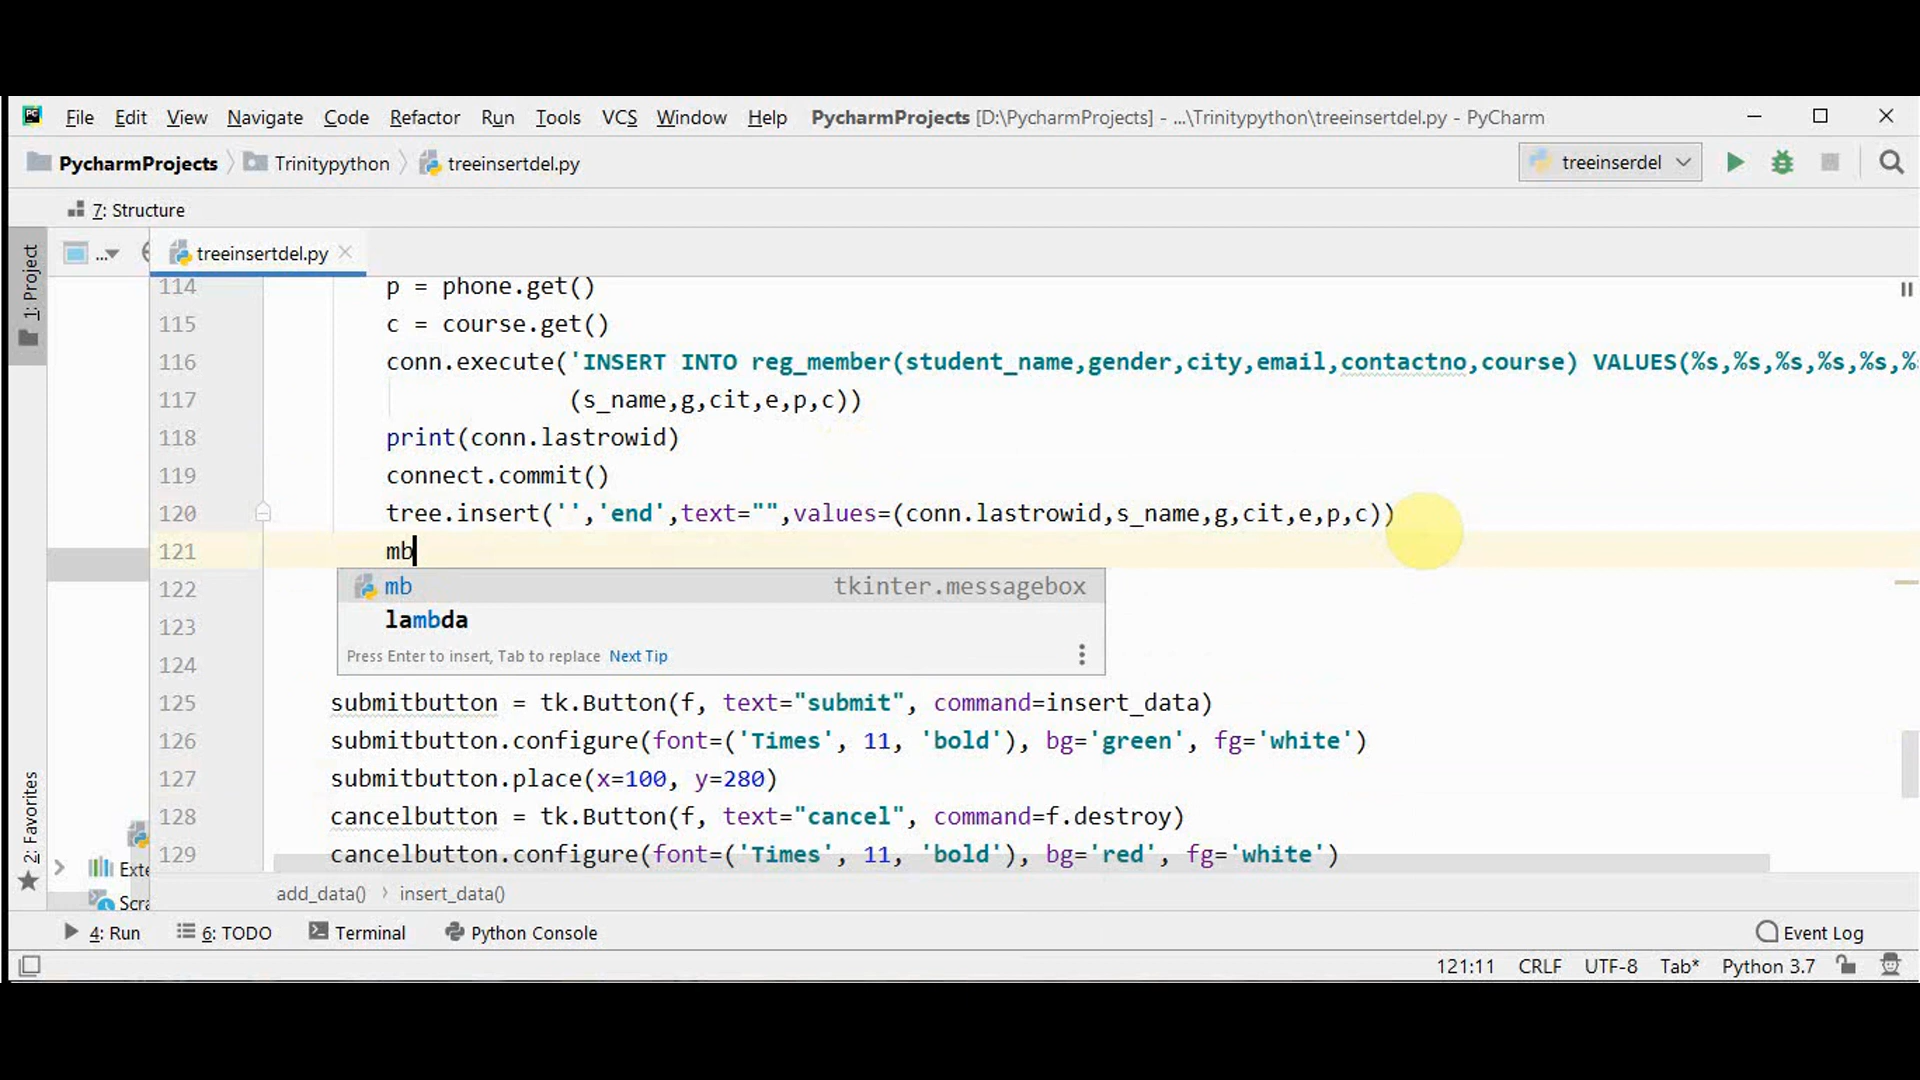 File Edit View Navigate Code Refactor Run Tools VCS Window Help PycharmProjects [D:\PycharmProjects] - ...\Trinitypython\treeinsertdel.py - PyCharm
PycharmProjects Trinitypython treeinsertdel.py treeinserdel
7: Structure
1: Project
... treeinsertdel.py
114 p = phone.get()
115 c = course.get()
116 conn.execute('INSERT INTO reg_member(student_name,gender,city,email,contactno,course) VALUES(%s,%s,%s,%s,%s,%
117 (s_name,g,cit,e,p,c))
118 print(conn.lastrowid)
119 connect.commit()
120 tree.insert('','end',text="",values=(conn.lastrowid,s_name,g,cit,e,p,c))
121 mb
122 mb tkinter.messagebox
123 lambda
124 Press Enter to insert, Tab to replace Next Tip
125 submitbutton = tk.Button(f, text="submit", command=insert_data)
126 submitbutton.configure(font=('Times', 11, 'bold'), bg='green', fg='white')
127 submitbutton.place(x=100, y=280)
128 cancelbutton = tk.Button(f, text="cancel", command=f.destroy)
129 cancelbutton.configure(font=('Times', 11, 'bold'), bg='red', fg='white')
2: Favorites
Exte
Scra
add_data() insert_data()
4: Run 6: TODO Terminal Python Console Event Log
121:11 CRLF UTF-8 Tab* Python 3.7